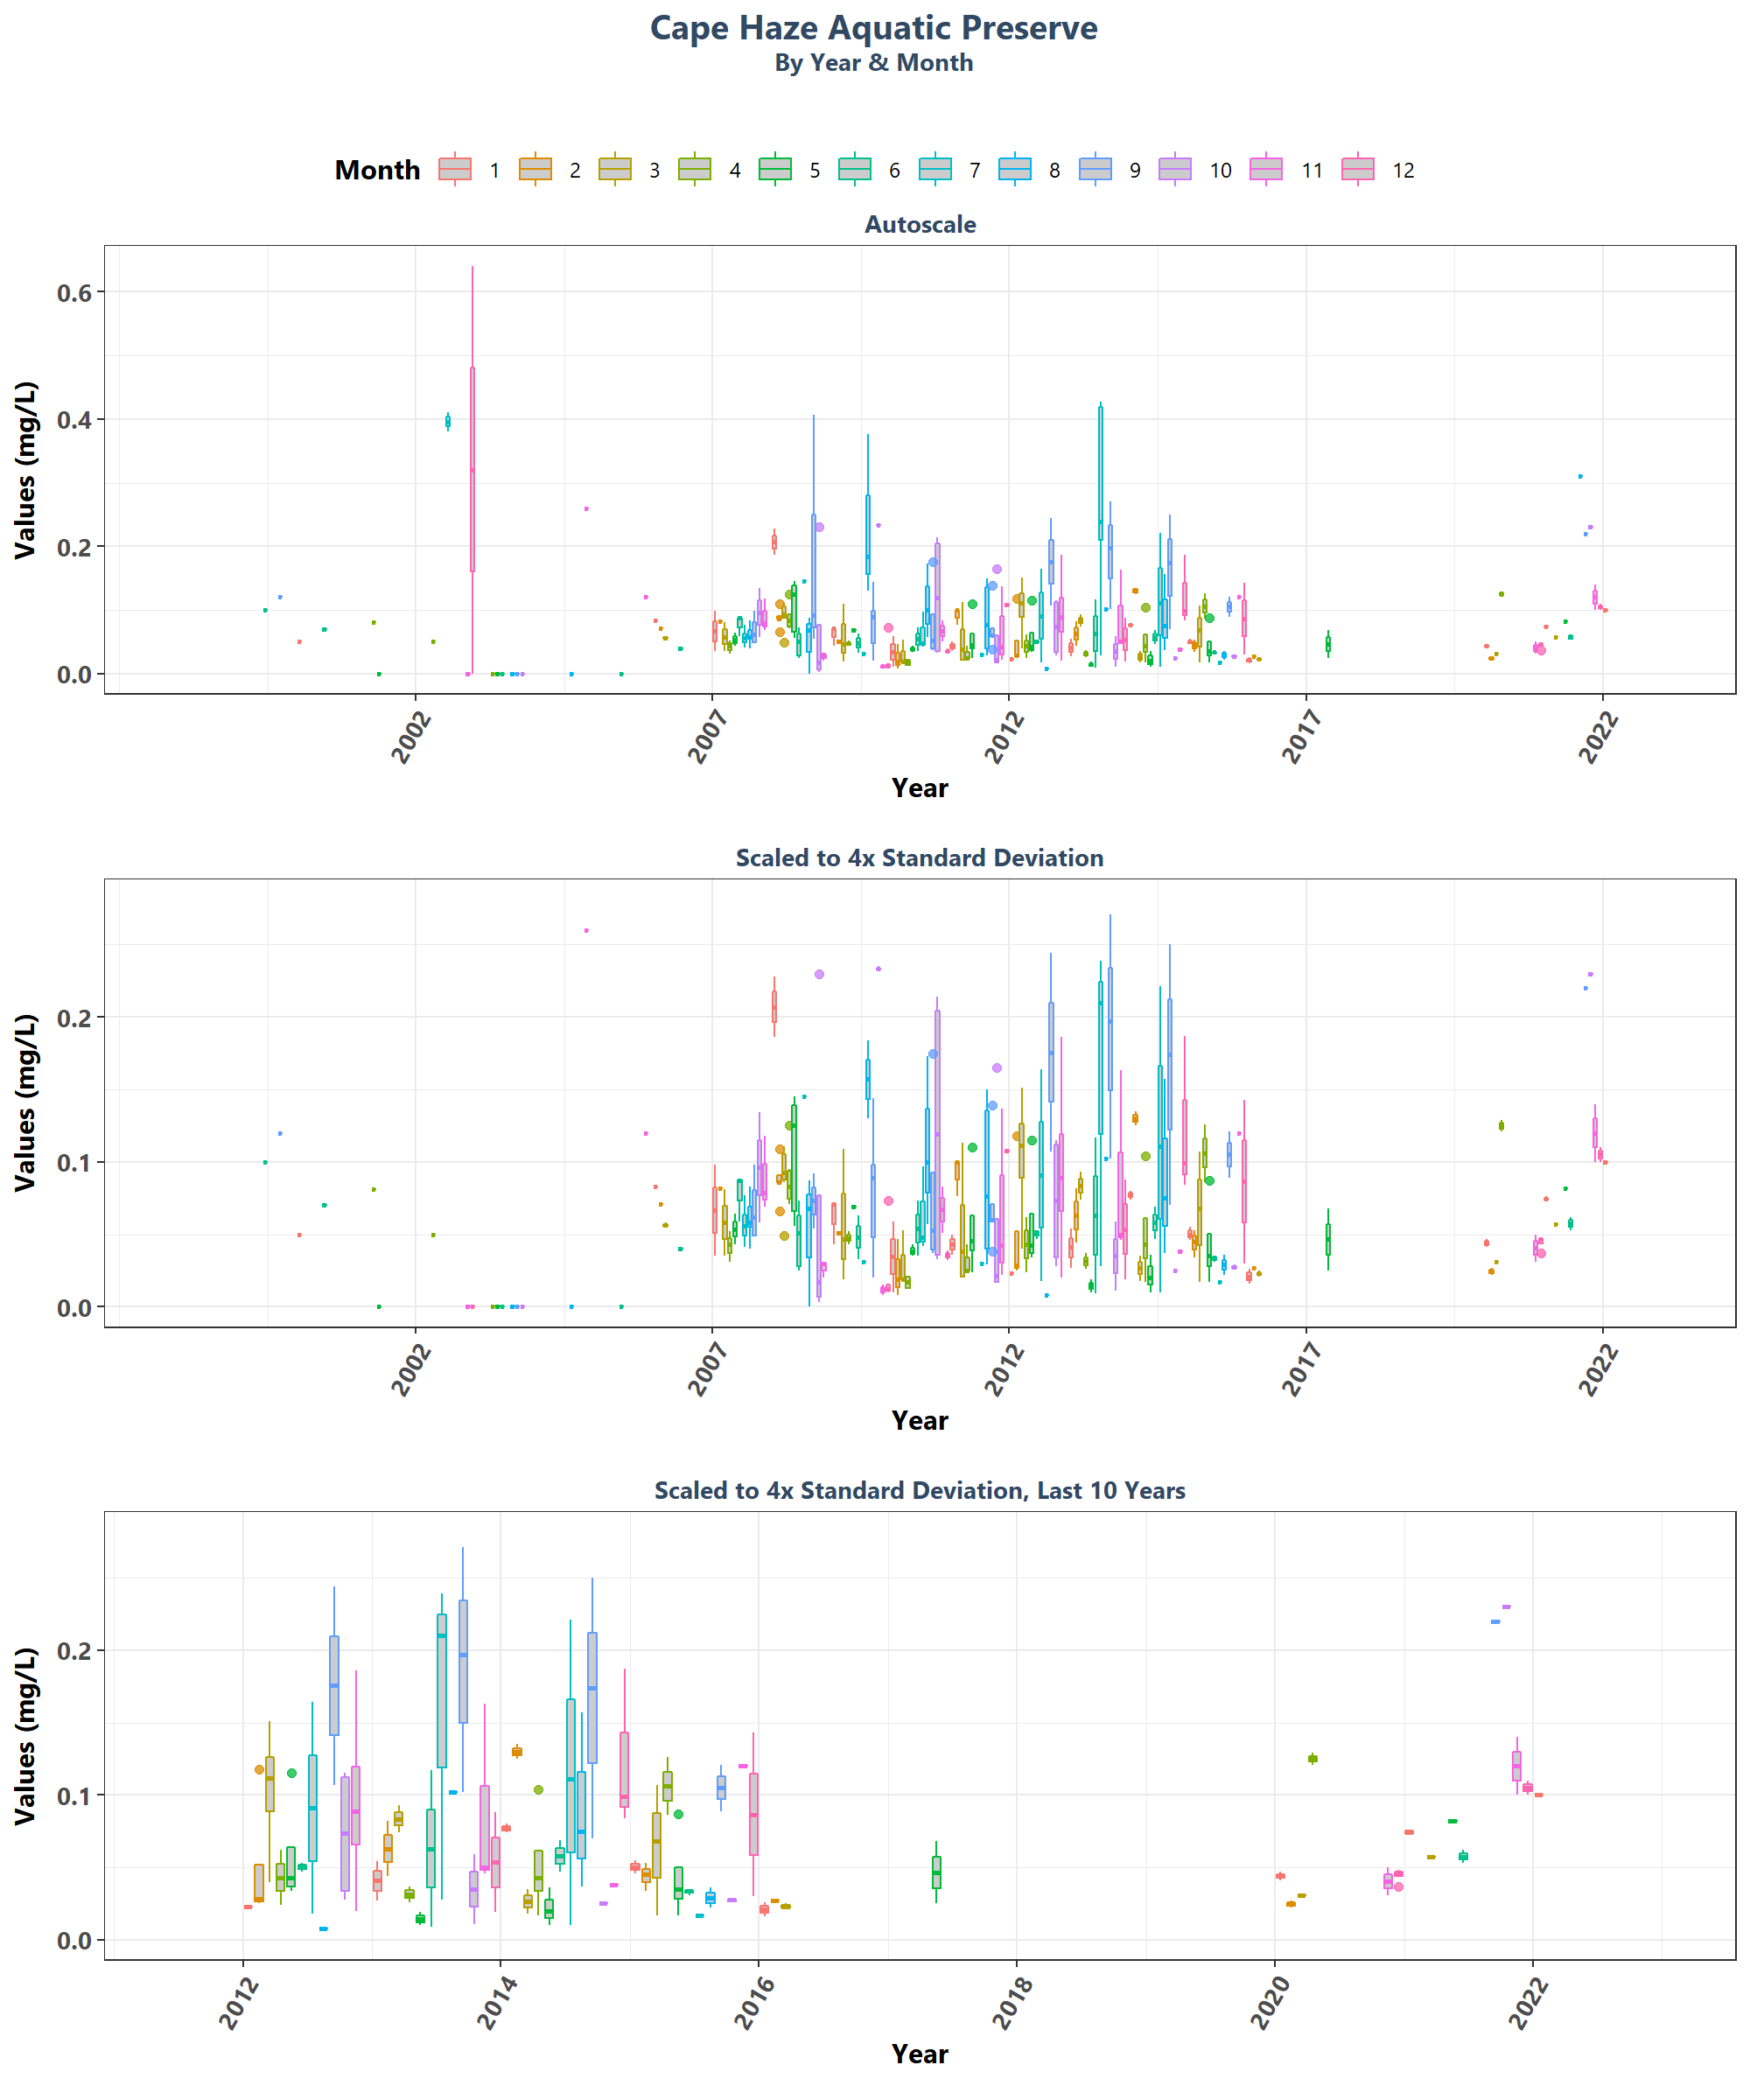 Cape Haze Aquatic Preserve
By Year & Month
Month 1 2 3 4 5 6 7 8 9 10 11 12
Autoscale
Values (mg/L)
0.6
0.4
0.2
0.0
2002 2007 2012 2017 2022
Year
Scaled to 4x Standard Deviation
Values (mg/L)
0.2
0.1
0.0
2002 2007 2012 2017 2022
Year
Scaled to 4x Standard Deviation, Last 10 Years
Values (mg/L)
0.2
0.1
0.0
2012 2014 2016 2018 2020 2022
Year